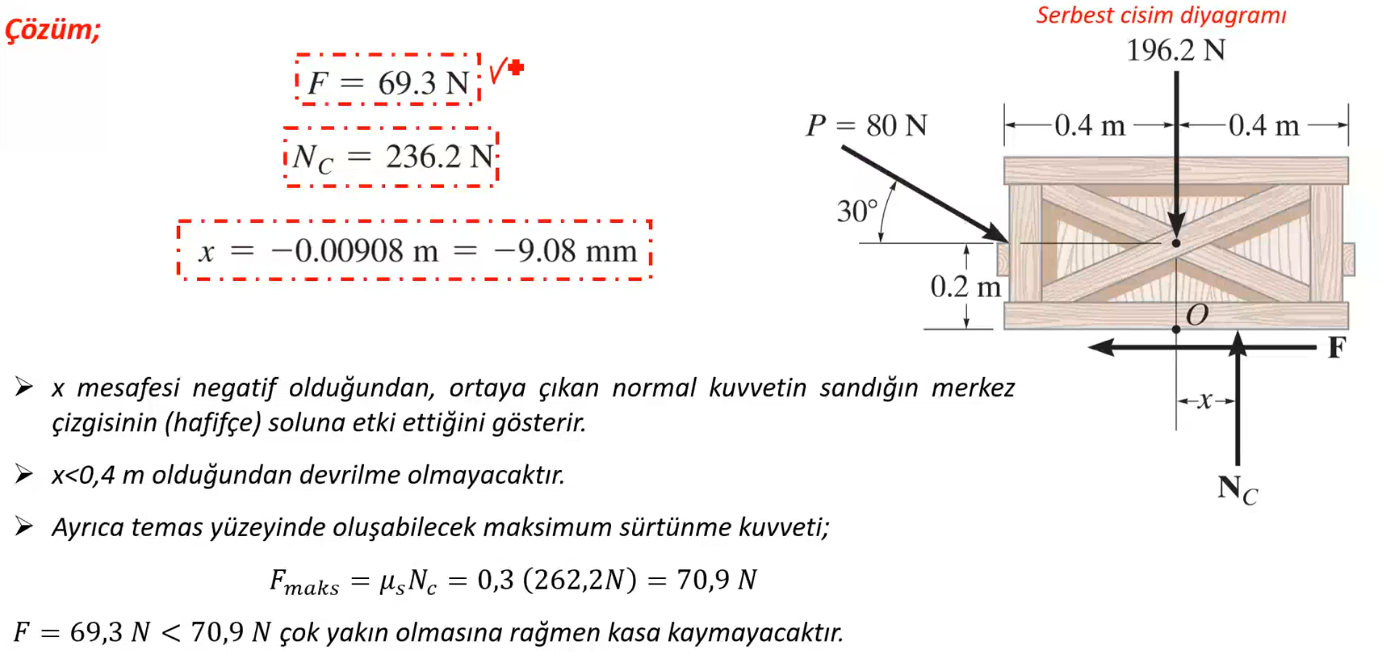 Çözüm;
F = 69.3 N
N_C = 236.2 N
x = −0.00908 m = −9.08 mm
Serbest cisim diyagramı
196.2 N
0.4 m
0.4 m
P = 80 N
30°
0.2 m
O
F
x
N_C
➢ x mesafesi negatif olduğundan, ortaya çıkan normal kuvvetin sandığın merkez
çizgisinin (hafifçe) soluna etki ettiğini gösterir.
➢ x<0,4 m olduğundan devrilme olmayacaktır.
➢ Ayrıca temas yüzeyinde oluşabilecek maksimum sürtünme kuvveti;
F_maks = μ_s N_c = 0,3 (262,2N) = 70,9 N
F = 69,3 N < 70,9 N çok yakın olmasına rağmen kasa kaymayacaktır.